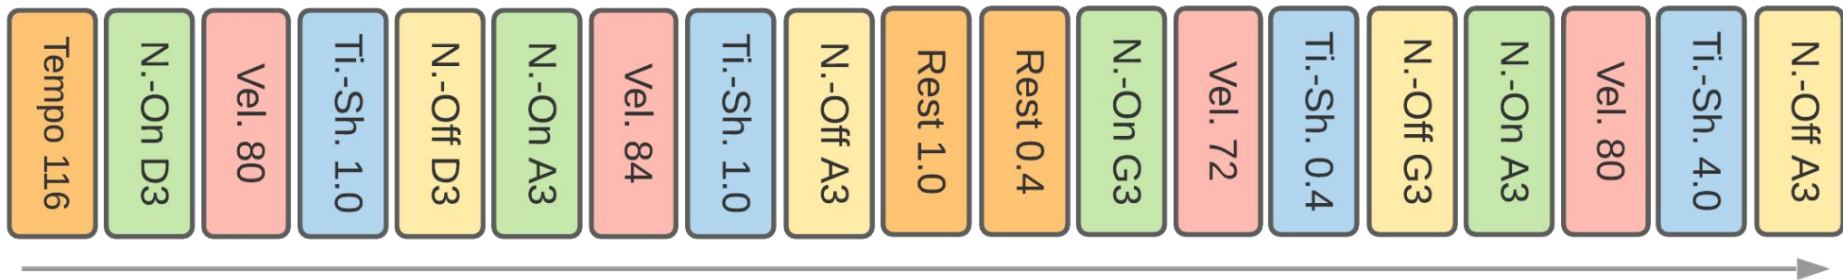 Tempo 116
N.-On D3
Vel. 80
Ti.-Sh. 1.0
N.-Off D3
N.-On A3
Vel. 84
Ti.-Sh. 1.0
N.-Off A3
Rest 1.0
Rest 0.4
N.-On G3
Vel. 72
Ti.-Sh. 0.4
N.-Off G3
N.-On A3
Vel. 80
Ti.-Sh. 4.0
N.-Off A3